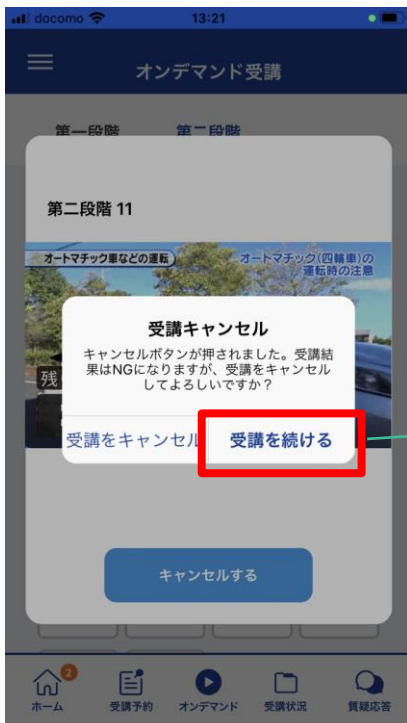 docomo 13:21
オンデマンド受講
第一段階 第二段階
第二段階 11
オートマチック車などの運転
オートマチック(四輪車)の
運転時の注意
残
受講キャンセル
キャンセルボタンが押されました。受講結
果はNGになりますが、受講をキャンセル
してよろしいですか？
受講をキャンセル 受講を続ける
キャンセルする
2
ホーム 受講予約 オンデマンド 受講状況 質疑応答